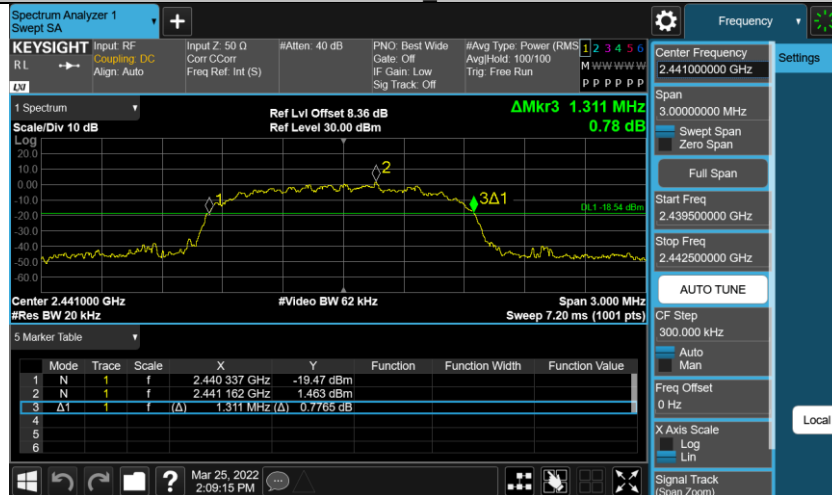 Spectrum Analyzer 1
Swept SA
+
Frequency
KEYSIGHT
RL
LXI
Input: RF
Coupling: DC
Align: Auto
Input Z: 50 Ω
Corr CCorr
Freq Ref: Int (S)
#Atten: 40 dB
PNO: Best Wide
Gate: Off
IF Gain: Low
Sig Track: Off
#Avg Type: Power (RMS
Avg|Hold: 100/100
Trig: Free Run
1 2 3 4 5 6
M W W W W W
P P P P P P
1 Spectrum
Scale/Div 10 dB
Ref Lvl Offset 8.36 dB
Ref Level 30.00 dBm
ΔMkr3 1.311 MHz
0.78 dB
Log
20.0
10.0
0.00
-10.0
-20.0
-30.0
-40.0
-50.0
-60.0
1
2
3Δ1
DL1 -18.54 dBm
Center 2.441000 GHz
#Res BW 20 kHz
#Video BW 62 kHz
Span 3.000 MHz
Sweep 7.20 ms (1001 pts)
5 Marker Table
Mode Trace Scale X Y Function Function Width Function Value
1 N 1 f 2.440 337 GHz -19.47 dBm
2 N 1 f 2.441 162 GHz 1.463 dBm
3 Δ1 1 f (Δ) 1.311 MHz (Δ) 0.7765 dB
4
5
6
Mar 25, 2022
2:09:15 PM
?
Center Frequency
2.441000000 GHz
Span
3.00000000 MHz
Swept Span
Zero Span
Full Span
Start Freq
2.439500000 GHz
Stop Freq
2.442500000 GHz
AUTO TUNE
CF Step
300.000 kHz
Auto
Man
Freq Offset
0 Hz
X Axis Scale
Log
Lin
Signal Track
(Span Zoom)
Settings
Local